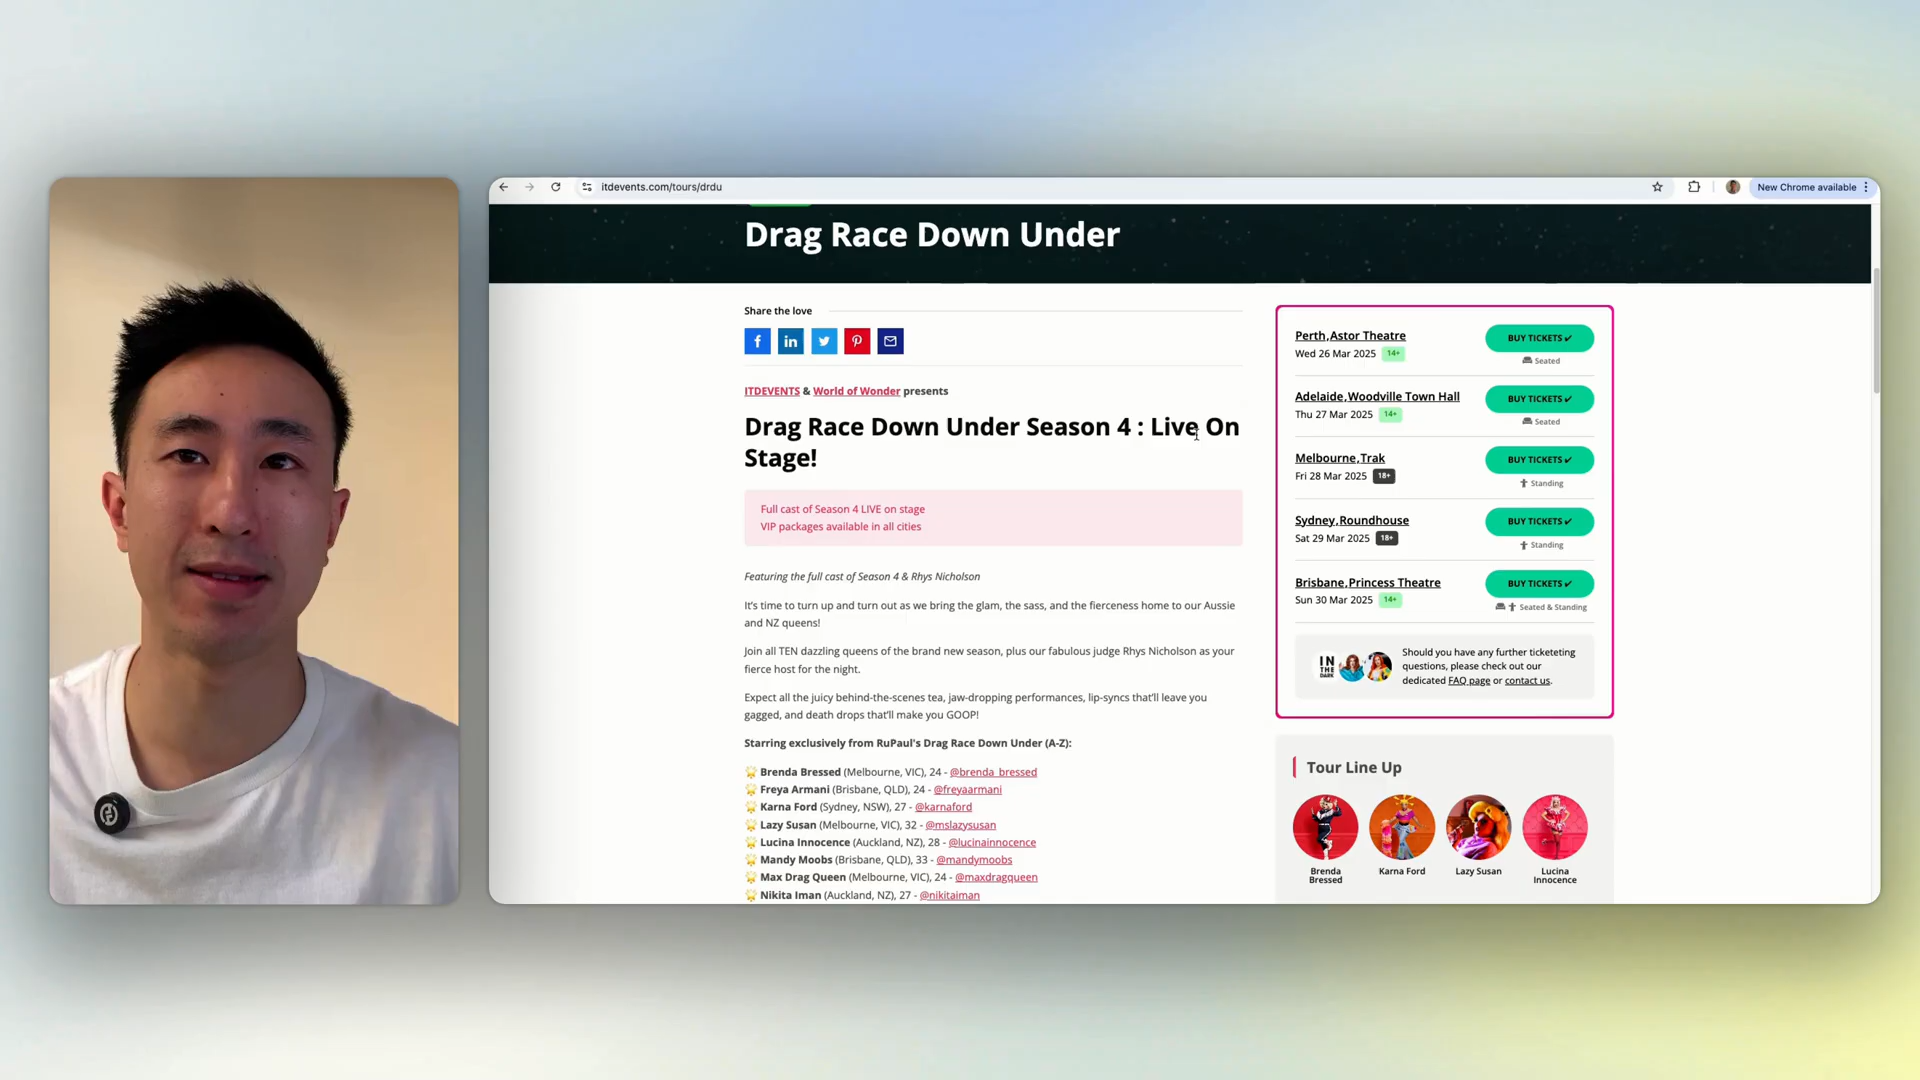 itdevents.com/tours/drdu
New Chrome available
Drag Race Down Under
Share the love
ITDEVENTS & World of Wonder presents
Drag Race Down Under Season 4 : Live On
Stage!
Full cast of Season 4 LIVE on stage
VIP packages available in all cities
Featuring the full cast of Season 4 & Rhys Nicholson
It's time to turn up and turn out as we bring the glam, the sass, and the fierceness home to our Aussie
and NZ queens!
Join all TEN dazzling queens of the brand new season, plus our fabulous judge Rhys Nicholson as your
fierce host for the night.
Expect all the juicy behind-the-scenes tea, jaw-dropping performances, lip-syncs that'll leave you
gagged, and death drops that'll make you GOOP!
Starring exclusively from RuPaul's Drag Race Down Under (A-Z):
Brenda Bressed (Melbourne, VIC), 24 - @brenda_bressed
Freya Armani (Brisbane, QLD), 24 - @freyaarmani
Karna Ford (Sydney, NSW), 27 - @karnaford
Lazy Susan (Melbourne, VIC), 32 - @mslazysusan
Lucina Innocence (Auckland, NZ), 28 - @lucinainnocence
Mandy Moobs (Brisbane, QLD), 33 - @mandymoobs
Max Drag Queen (Melbourne, VIC), 24 - @maxdragqueen
Nikita Iman (Auckland, NZ), 27 - @nikitaiman
Perth,Astor Theatre
BUY TICKETS ✓
Wed 26 Mar 2025 14+
Seated
Adelaide,Woodville Town Hall
BUY TICKETS ✓
Thu 27 Mar 2025 14+
Seated
Melbourne,Trak
BUY TICKETS ✓
Fri 28 Mar 2025 18+
Standing
Sydney,Roundhouse
BUY TICKETS ✓
Sat 29 Mar 2025 18+
Standing
Brisbane,Princess Theatre
BUY TICKETS ✓
Sun 30 Mar 2025 14+
Seated & Standing
IN
THE
DARK
Should you have any further ticketeting
questions, please check out our
dedicated FAQ page or contact us.
Tour Line Up
Brenda
Bressed
Karna Ford
Lazy Susan
Lucina
Innocence